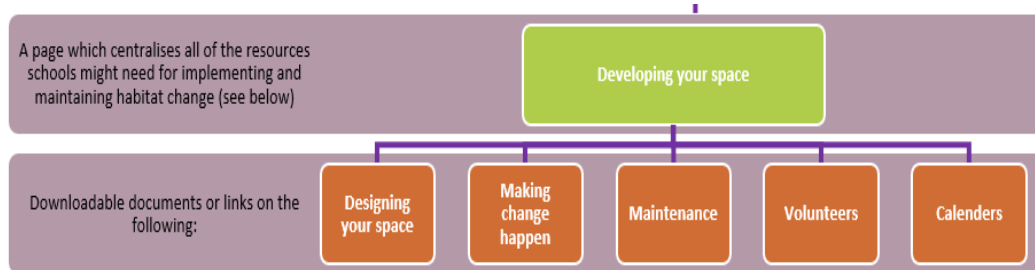 A page which centralises all of the resources
schools might need for implementing and
maintaining habitat change (see below)
Developing your space
Downloadable documents or links on the
following:
Designing
your space
Making
change
happen
Maintenance
Volunteers
Calenders